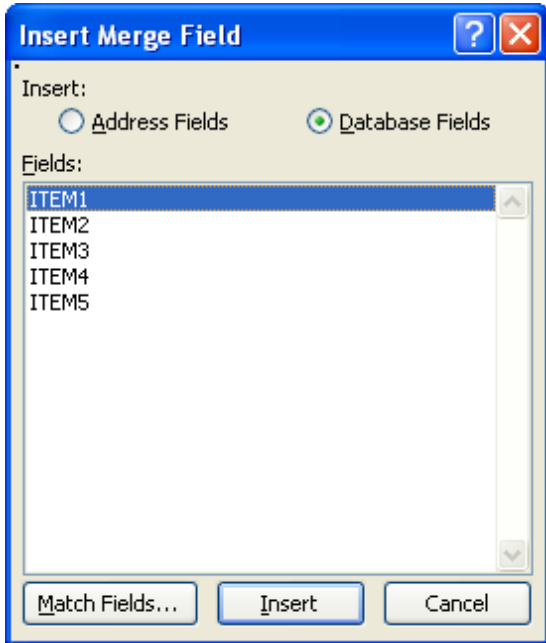 Insert Merge Field
?
Insert:
Address Fields Database Fields
Fields:
ITEM1
ITEM2
ITEM3
ITEM4
ITEM5
Match Fields... Insert Cancel